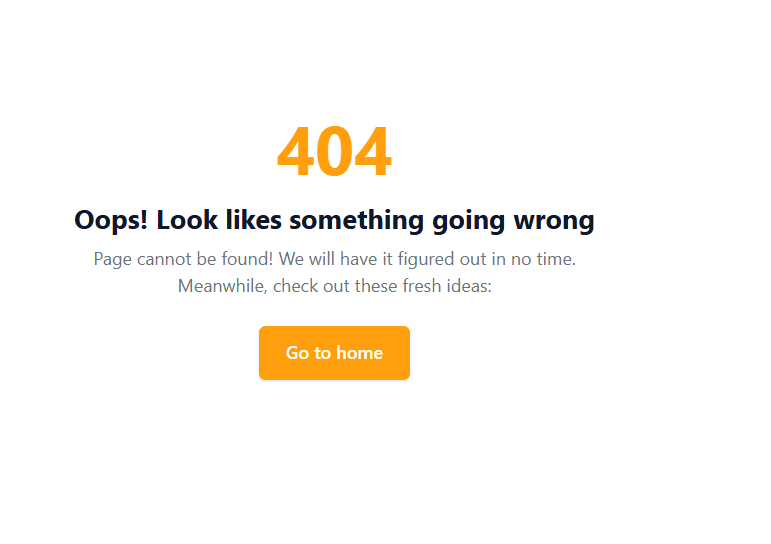 404
Oops! Look likes something going wrong
Page cannot be found! We will have it figured out in no time.
Meanwhile, check out these fresh ideas:
Go to home